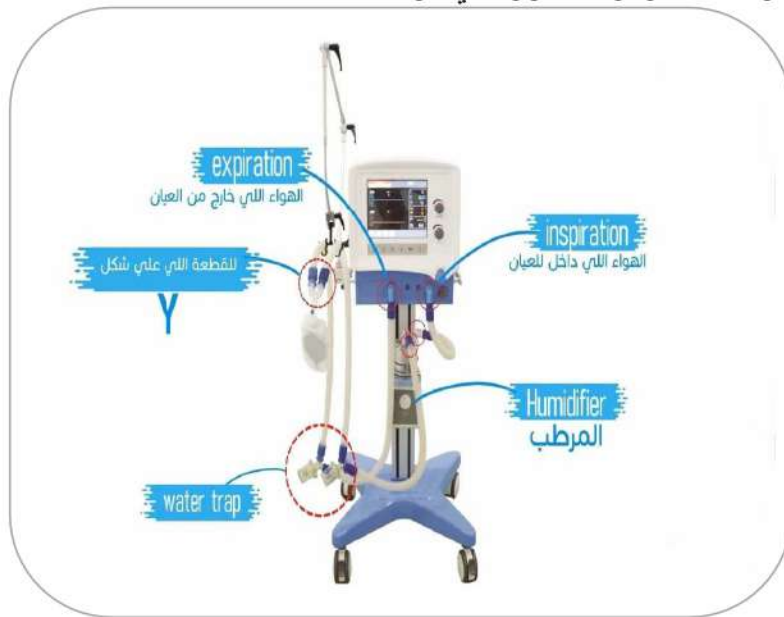 expiration
الهواء اللي خارج من العيان
inspiration
الهواء اللي داخل للعيان
للقطعة اللي علي شكل
Y
Humidifier
المرطب
water trap